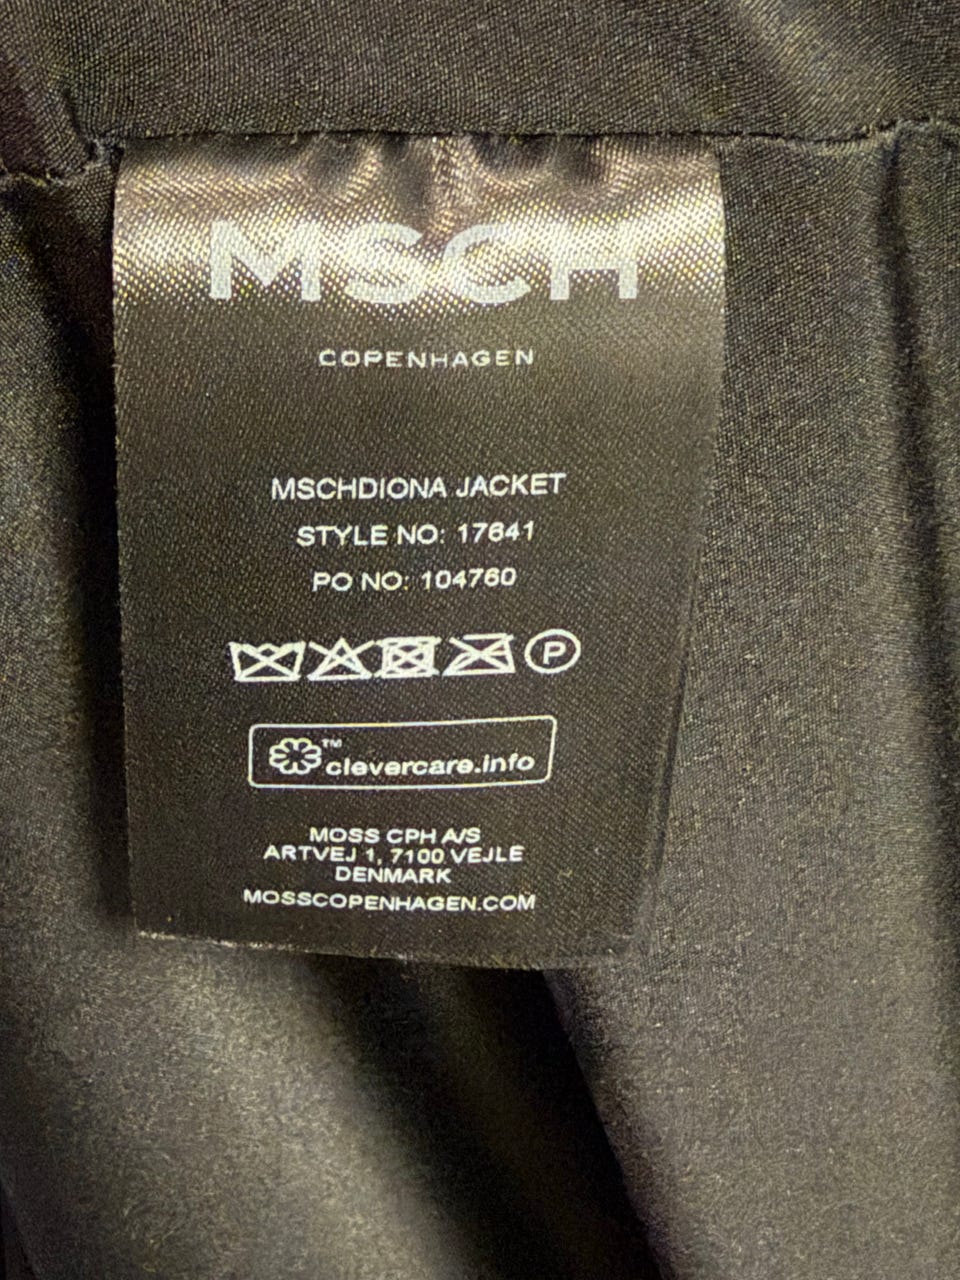 MSCH
COPENHAGEN
MSCHDIONA JACKET
STYLE NO: 17641
PO NO: 104760
P
™
clevercare.info
MOSS CPH A/S
ARTVEJ 1, 7100 VEJLE
DENMARK
MOSSCOPENHAGEN.COM